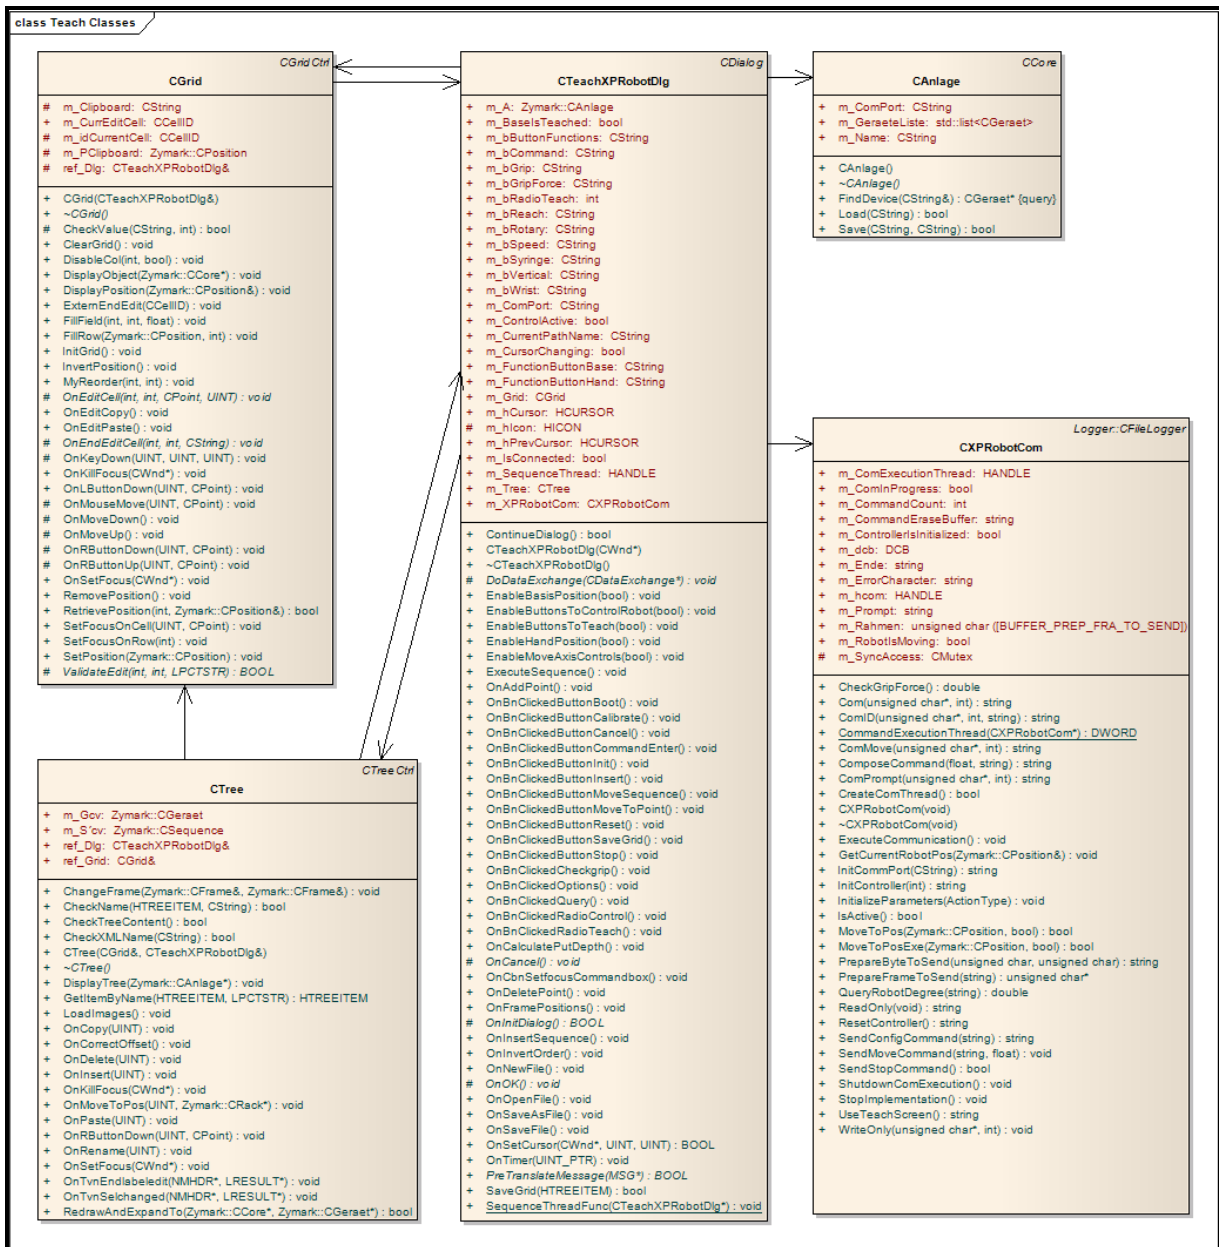 class Teach Classes
CGridCtrl
CGrid
# m_Clipboard: CString
+ m_CurrEditCell: CCellID
# m_idCurrentCell: CCellID
# m_PClipboard: Zymark::CPosition
# ref_Dlg: CTeachXPRobotDlg&
+ CGrid(CTeachXPRobotDlg&)
+ ~CGrid()
# CheckValue(CString, int) : bool
+ ClearGrid() : void
+ DisableCol(int, bool) : void
+ DisplayObject(Zymark::CCore*) : void
+ DisplayPosition(Zymark::CPosition&) : void
+ ExternEndEdit(CCellID) : void
+ FillField(int, int, float) : void
+ FillRow(Zymark::CPosition, int) : void
+ InitGrid() : void
+ InvertPosition() : void
+ MyReorder(int, int) : void
# OnEditCell(int, int, CPoint, UINT) : void
+ OnEditCopy() : void
+ OnEditPaste() : void
# OnEndEditCell(int, int, CString) : void
# OnKeyDown(UINT, UINT, UINT) : void
+ OnKillFocus(CWnd*) : void
# OnLButtonDown(UINT, CPoint) : void
# OnMouseMove(UINT, CPoint) : void
# OnMoveDown() : void
# OnMoveUp() : void
# OnRButtonDown(UINT, CPoint) : void
# OnRButtonUp(UINT, CPoint) : void
+ OnSetFocus(CWnd*) : void
+ RemovePosition() : void
+ RetrievePosition(int, Zymark::CPosition&) : bool
+ SetFocusOnCell(UINT, CPoint) : void
+ SetFocusOnRow(int) : void
+ SetPosition(Zymark::CPosition) : void
# ValidateEdit(int, int, LPCTSTR) : BOOL
CDialog
CTeachXPRobotDlg
+ m_A: Zymark::CAnlage
+ m_BaseIsTeached: bool
+ m_bButtonFunctions: CString
+ m_bCommand: CString
+ m_bGrip: CString
+ m_bGripForce: CString
+ m_bRadioTeach: int
+ m_bReach: CString
+ m_bRotary: CString
+ m_bSpeed: CString
+ m_bSyringe: CString
+ m_bVertical: CString
+ m_bWrist: CString
+ m_ComPort: CString
+ m_ControlActive: bool
+ m_CurrentPathName: CString
+ m_CursorChanging: bool
+ m_FunctionButtonBase: CString
+ m_FunctionButtonHand: CString
+ m_Grid: CGrid
+ m_hCursor: HCURSOR
# m_hIcon: HICON
+ m_hPrevCursor: HCURSOR
+ m_IsConnected: bool
+ m_SequenceThread: HANDLE
+ m_Tree: CTree
+ m_XPRobotCom: CXPRobotCom
+ ContinueDialog() : bool
+ CTeachXPRobotDlg(CWnd*)
+ ~CTeachXPRobotDlg()
# DoDataExchange(CDataExchange*) : void
+ EnableBasisPosition(bool) : void
+ EnableButtonsToControlRobot(bool) : void
+ EnableButtonsToTeach(bool) : void
+ EnableHandPosition(bool) : void
+ EnableMoveAxisControls(bool) : void
+ ExecuteSequence() : void
+ OnAddPoint() : void
+ OnBnClickedButtonBoot() : void
+ OnBnClickedButtonCalibrate() : void
+ OnBnClickedButtonCancel() : void
+ OnBnClickedButtonCommandEnter() : void
+ OnBnClickedButtonInit() : void
+ OnBnClickedButtonInsert() : void
+ OnBnClickedButtonMoveSequence() : void
+ OnBnClickedButtonMoveToPoint() : void
+ OnBnClickedButtonReset() : void
+ OnBnClickedButtonSaveGrid() : void
+ OnBnClickedButtonStop() : void
+ OnBnClickedCheckgrip() : void
+ OnBnClickedOptions() : void
+ OnBnClickedQuery() : void
+ OnBnClickedRadioControl() : void
+ OnBnClickedRadioTeach() : void
+ OnCalculatePutDepth() : void
# OnCancel() : void
+ OnCbnSetfocusCommandbox() : void
+ OnDeletePoint() : void
+ OnFramePositions() : void
# OnInitDialog() : BOOL
+ OnInsertSequence() : void
+ OnInvertOrder() : void
+ OnNewFile() : void
# OnOK() : void
+ OnOpenFile() : void
+ OnSaveAsFile() : void
+ OnSaveFile() : void
+ OnSetCursor(CWnd*, UINT, UINT) : BOOL
+ OnTimer(UINT_PTR) : void
+ PreTranslateMessage(MSG*) : BOOL
+ SaveGrid(HTREEITEM) : bool
+ SequenceThreadFunc(CTeachXPRobotDlg*) : void
CCore
CAnlage
+ m_ComPort: CString
+ m_GeraeteListe: std::list<CGeraet>
+ m_Name: CString
+ CAnlage()
+ ~CAnlage()
+ FindDevice(CString&) : CGeraet* {query}
+ Load(CString) : bool
+ Save(CString, CString) : bool
Logger::CFileLogger
CXPRobotCom
+ m_ComExecutionThread: HANDLE
+ m_ComInProgress: bool
+ m_CommandCount: int
+ m_CommandEraseBuffer: string
+ m_ControllerIsInitialized: bool
+ m_dcb: DCB
+ m_Ende: string
+ m_ErrorCharacter: string
+ m_hcom: HANDLE
+ m_Prompt: string
+ m_Rahmen: unsigned char ([BUFFER_PREP_FRA_TO_SEND])
+ m_RobotIsMoving: bool
# m_SyncAccess: CMutex
+ CheckGripForce() : double
+ Com(unsigned char*, int) : string
+ ComID(unsigned char*, int, string) : string
+ CommandExecutionThread(CXPRobotCom*) : DWORD
+ ComMove(unsigned char*, int) : string
+ ComposeCommand(float, string) : string
+ ComPrompt(unsigned char*, int) : string
+ CreateComThread() : bool
+ CXPRobotCom(void)
+ ~CXPRobotCom(void)
+ ExecuteCommunication() : void
+ GetCurrentRobotPos(Zymark::CPosition&) : void
+ InitCommPort(CString) : string
+ InitController(int) : string
+ InitializeParameters(ActionType) : void
+ IsActive() : bool
+ MoveToPos(Zymark::CPosition, bool) : bool
+ MoveToPosExe(Zymark::CPosition, bool) : bool
+ PrepareByteToSend(unsigned char, unsigned char) : string
+ PrepareFrameToSend(string) : unsigned char*
+ QueryRobotDegree(string) : double
+ ReadOnly(void) : string
+ ResetController() : string
+ SendConfigCommand(string) : string
+ SendMoveCommand(string, float) : void
+ SendStopCommand() : bool
+ ShutdownComExecution() : void
+ StopImplementation() : void
+ UseTeachScreen() : string
+ WriteOnly(unsigned char*, int) : void
CTreeCtrl
CTree
+ m_Gcv: Zymark::CGeraet
+ m_S'cv: Zymark::CSequence
+ ref_Dlg: CTeachXPRobotDlg&
+ ref_Grid: CGrid&
+ ChangeFrame(Zymark::CFrame&, Zymark::CFrame&) : void
+ CheckName(HTREEITEM, CString) : bool
+ CheckTreeContent() : bool
+ CheckXMLName(CString) : bool
+ CTree(CGrid&, CTeachXPRobotDlg&)
+ ~CTree()
+ DisplayTree(Zymark::CAnlage*) : void
+ GetItemByName(HTREEITEM, LPCTSTR) : HTREEITEM
+ LoadImages() : void
+ OnCopy(UINT) : void
+ OnCorrectOffset() : void
+ OnDelete(UINT) : void
+ OnInsert(UINT) : void
+ OnKillFocus(CWnd*) : void
+ OnMoveToPos(UINT, Zymark::CRack*) : void
+ OnPaste(UINT) : void
+ OnRButtonDown(UINT, CPoint) : void
+ OnRename(UINT) : void
+ OnSetFocus(CWnd*) : void
+ OnTvnEndlabeledit(NMHDR*, LRESULT*) : void
+ OnTvnSelchanged(NMHDR*, LRESULT*) : void
+ RedrawAndExpandTo(Zymark::CCore*, Zymark::CGeraet*) : bool